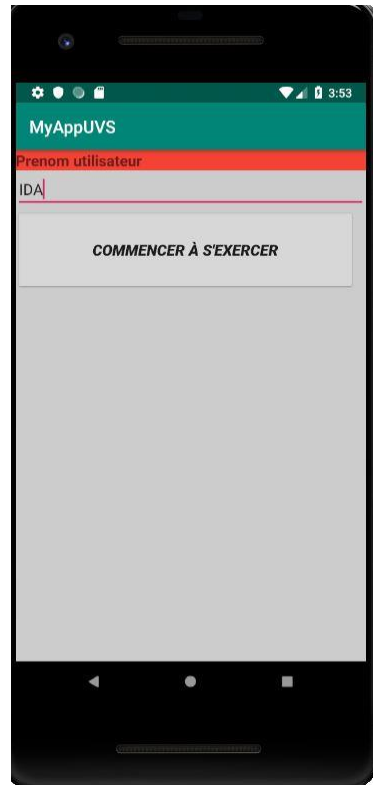 3:53
MyAppUVS
Prenom utilisateur
IDA
COMMENCER À S'EXERCER